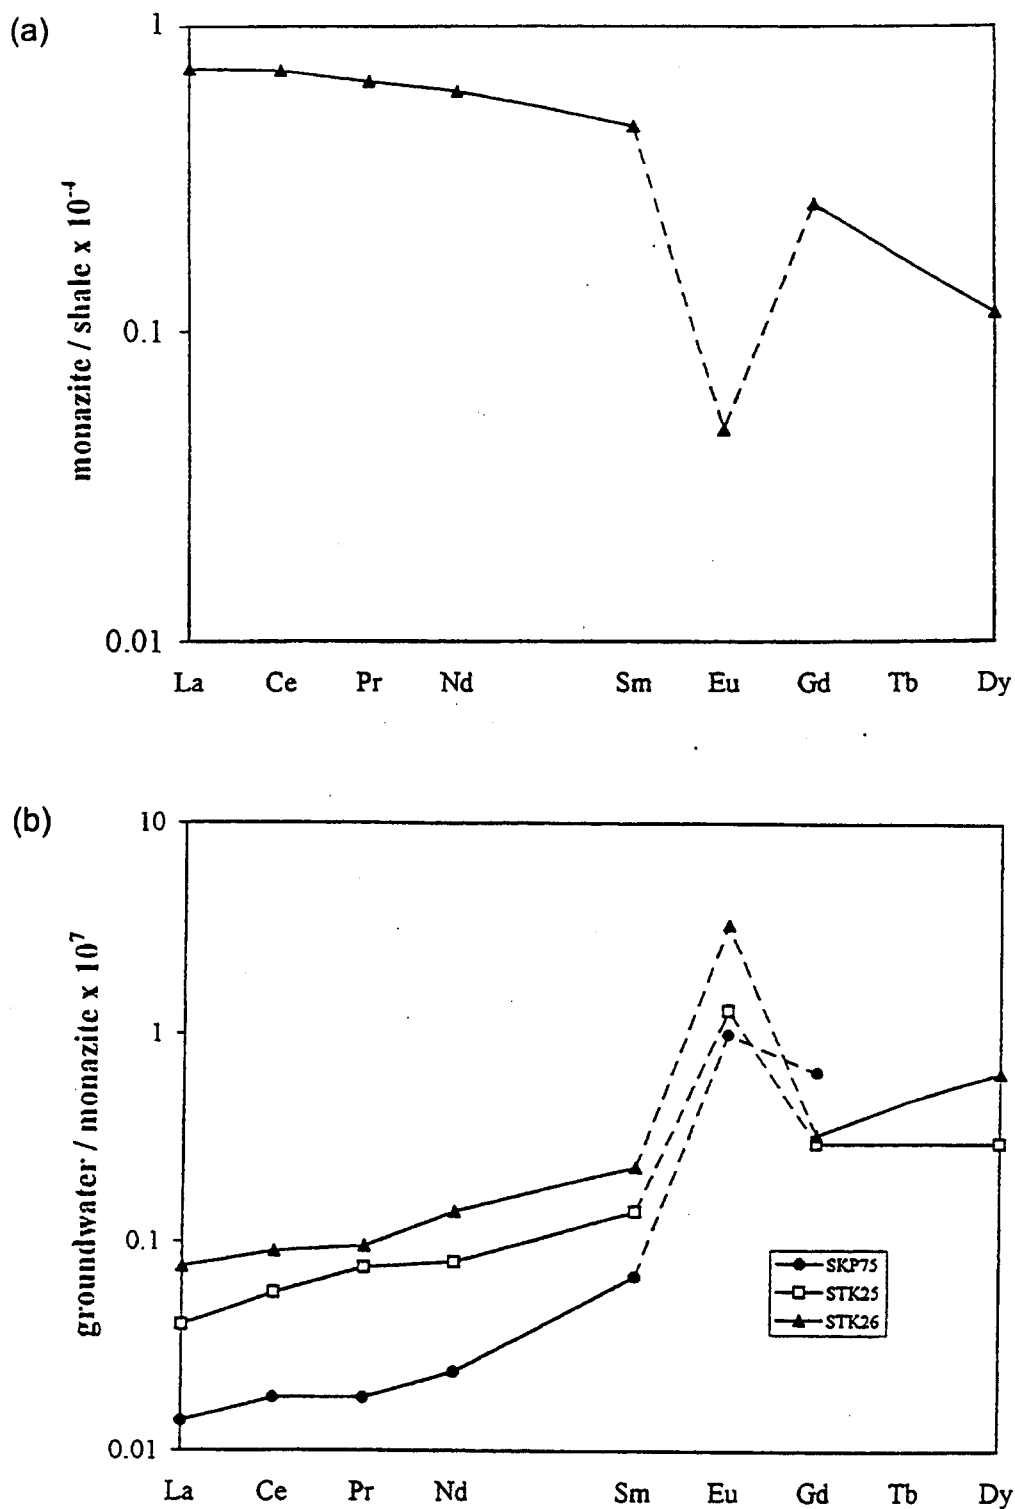 (a)
1
0.1
0.01
monazite / shale x 10⁻⁴
La Ce Pr Nd Sm Eu Gd Tb Dy
(b)
10
1
0.1
0.01
groundwater / monazite x 10⁷
SKP75
STK25
STK26
La Ce Pr Nd Sm Eu Gd Tb Dy